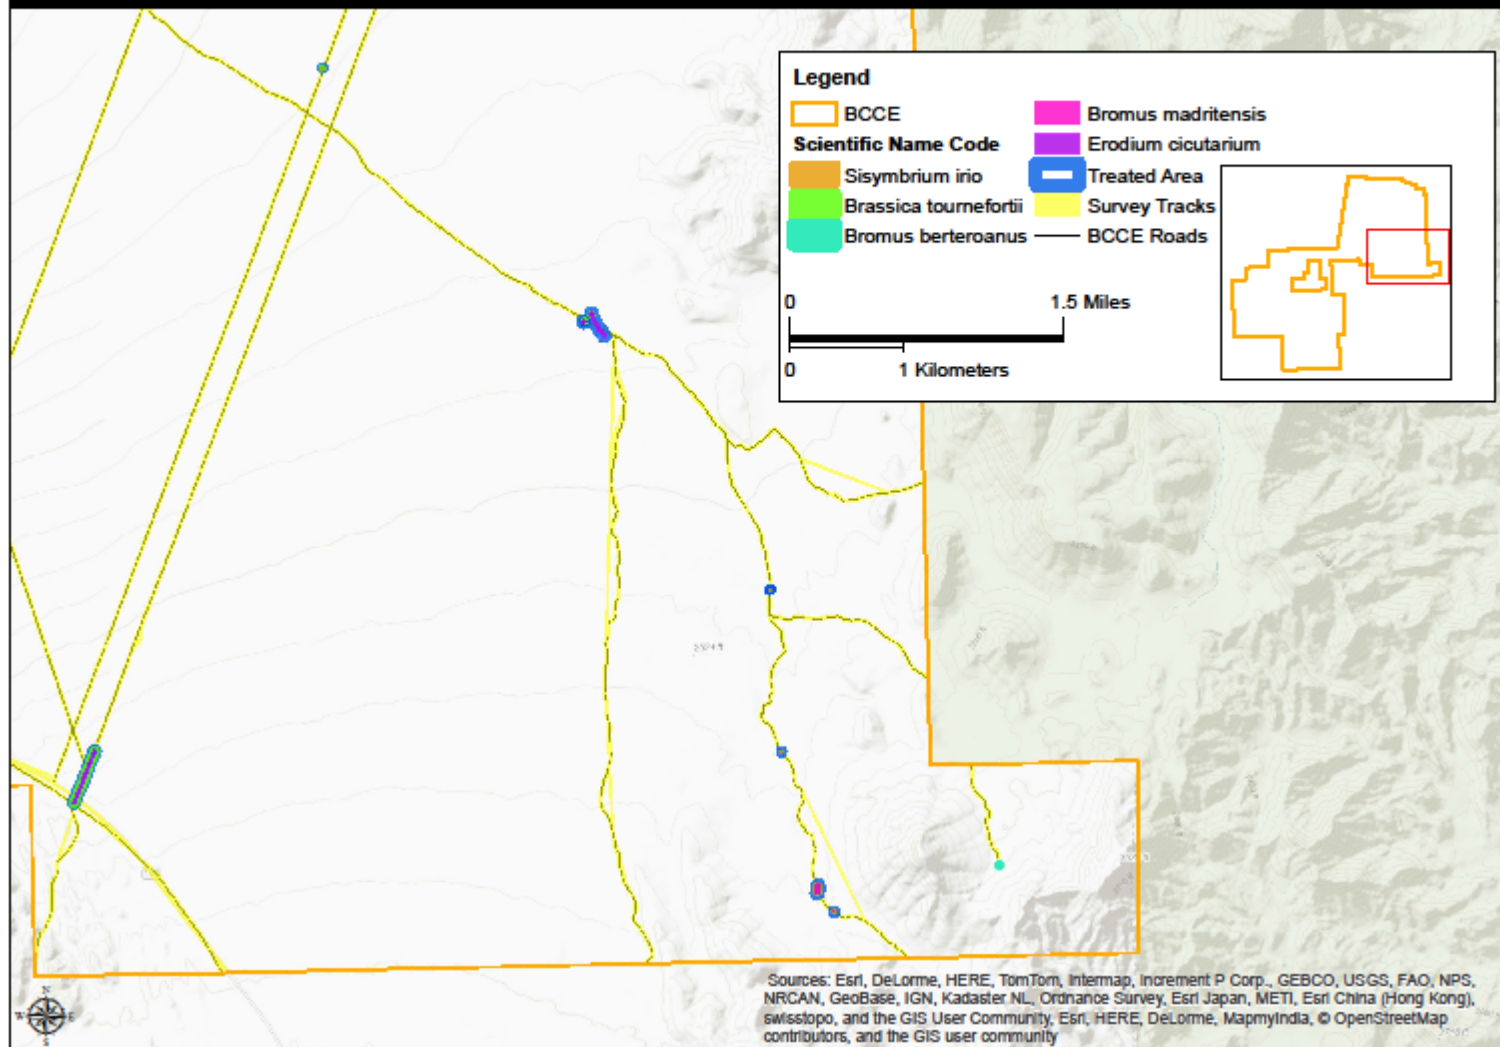 Legend
BCCE
Scientific Name Code
Sisymbrium irio
Brassica tournefortii
Bromus berteroanus
Bromus madritensis
Erodium cicutarium
Treated Area
Survey Tracks
BCCE Roads
0 1.5 Miles
0 1 Kilometers
N
W E
S
Sources: Esri, DeLorme, HERE, TomTom, Intermap, increment P Corp., GEBCO, USGS, FAO, NPS,
NRCAN, GeoBase, IGN, Kadaster NL, Ordnance Survey, Esri Japan, METI, Esri China (Hong Kong),
swisstopo, and the GIS User Community, Esri, HERE, DeLorme, MapmyIndia, © OpenStreetMap
contributors, and the GIS user community